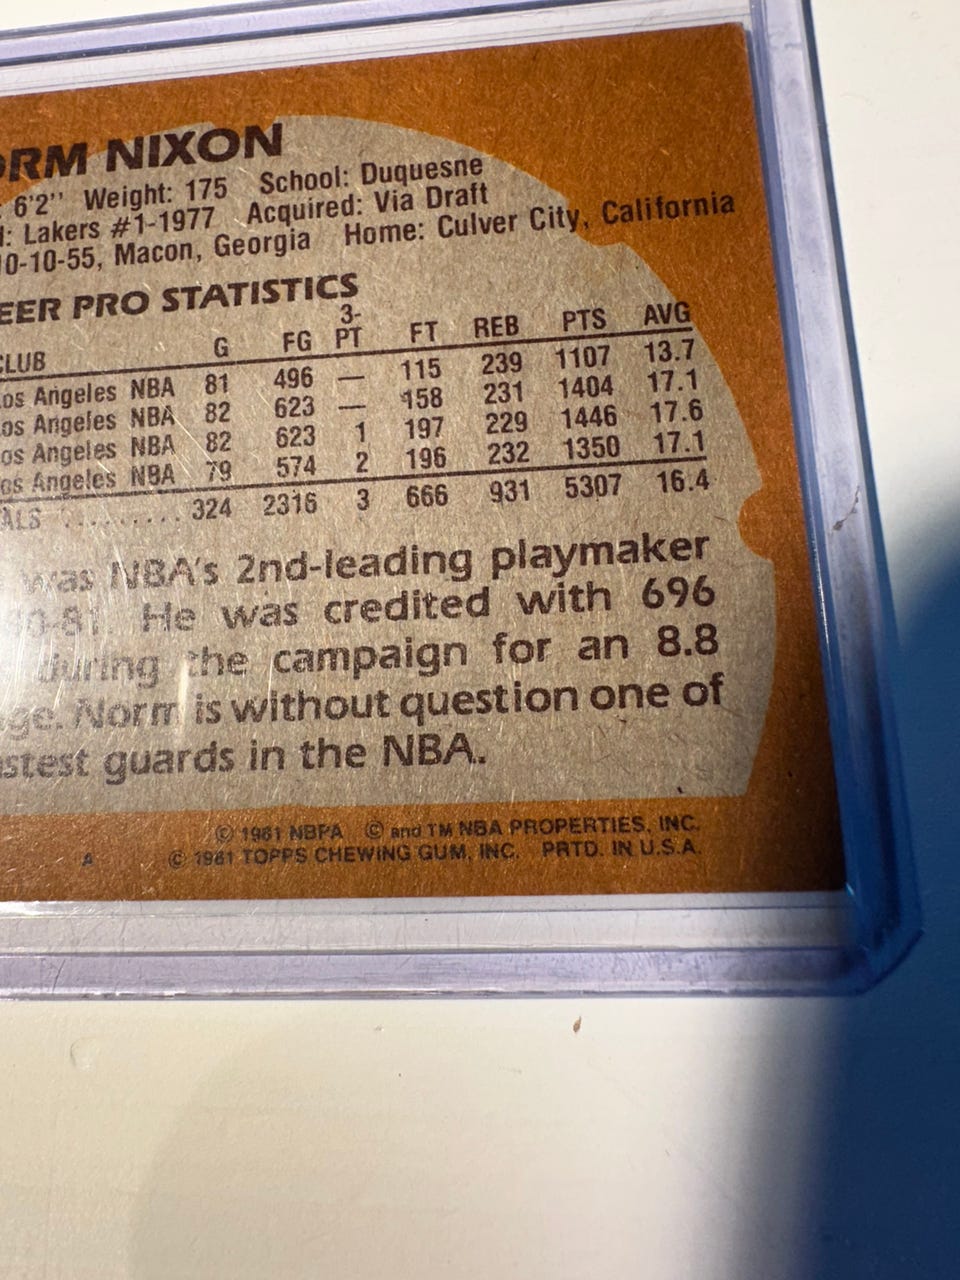 ORM NIXON
: 6'2" Weight: 175 School: Duquesne
: Lakers #1-1977 Acquired: Via Draft
0-10-55, Macon, Georgia Home: Culver City, California
EER PRO STATISTICS
CLUB G FG 3-PT FT REB PTS AVG
os Angeles NBA 81 496 — 115 239 1107 13.7
os Angeles NBA 82 623 — 158 231 1404 17.1
os Angeles NBA 82 623 1 197 229 1446 17.6
os Angeles NBA 79 574 2 196 232 1350 17.1
ALS ......... 324 2316 3 666 931 5307 16.4
was NBA's 2nd-leading playmaker
0-81. He was credited with 696
during the campaign for an 8.8
ge. Norm is without question one of
astest guards in the NBA.
© 1981 NBPA © and TM NBA PROPERTIES, INC.
A © 1981 TOPPS CHEWING GUM, INC. PRTD. IN U.S.A.